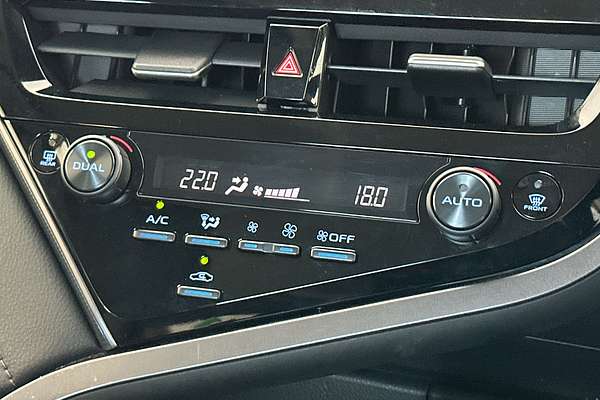 REAR
DUAL
22.0
18.0
AUTO
FRONT
A/C
OFF